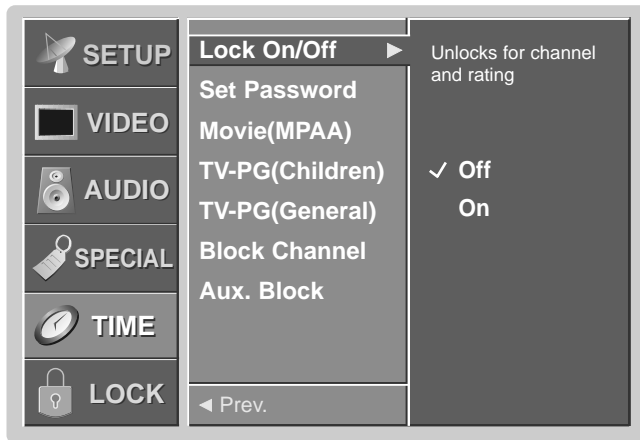 SETUP
VIDEO
AUDIO
SPECIAL
TIME
LOCK
Lock On/Off ►
Set Password
Movie(MPAA)
TV-PG(Children)
TV-PG(General)
Block Channel
Aux. Block
◄ Prev.
Unlocks for channel
and rating
✓ Off
On